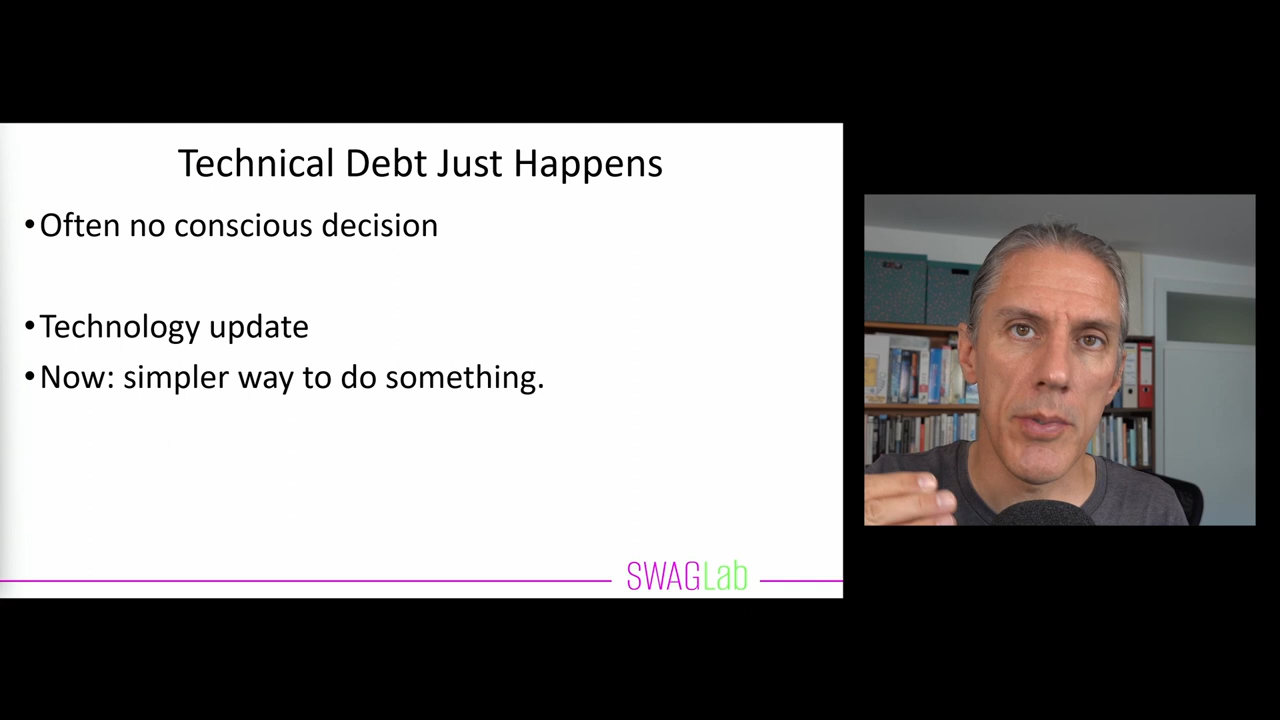 Technical Debt Just Happens
•Often no conscious decision
•Technology update
•Now: simpler way to do something.
SWAGLab